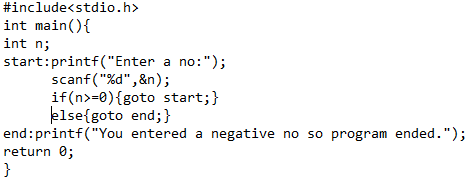 #include<stdio.h>
int main(){
int n;
start:printf("Enter a no:");
      scanf("%d",&n);
      if(n>=0){goto start;}
      else{goto end;}
end:printf("You entered a negative no so program ended.");
return 0;
}